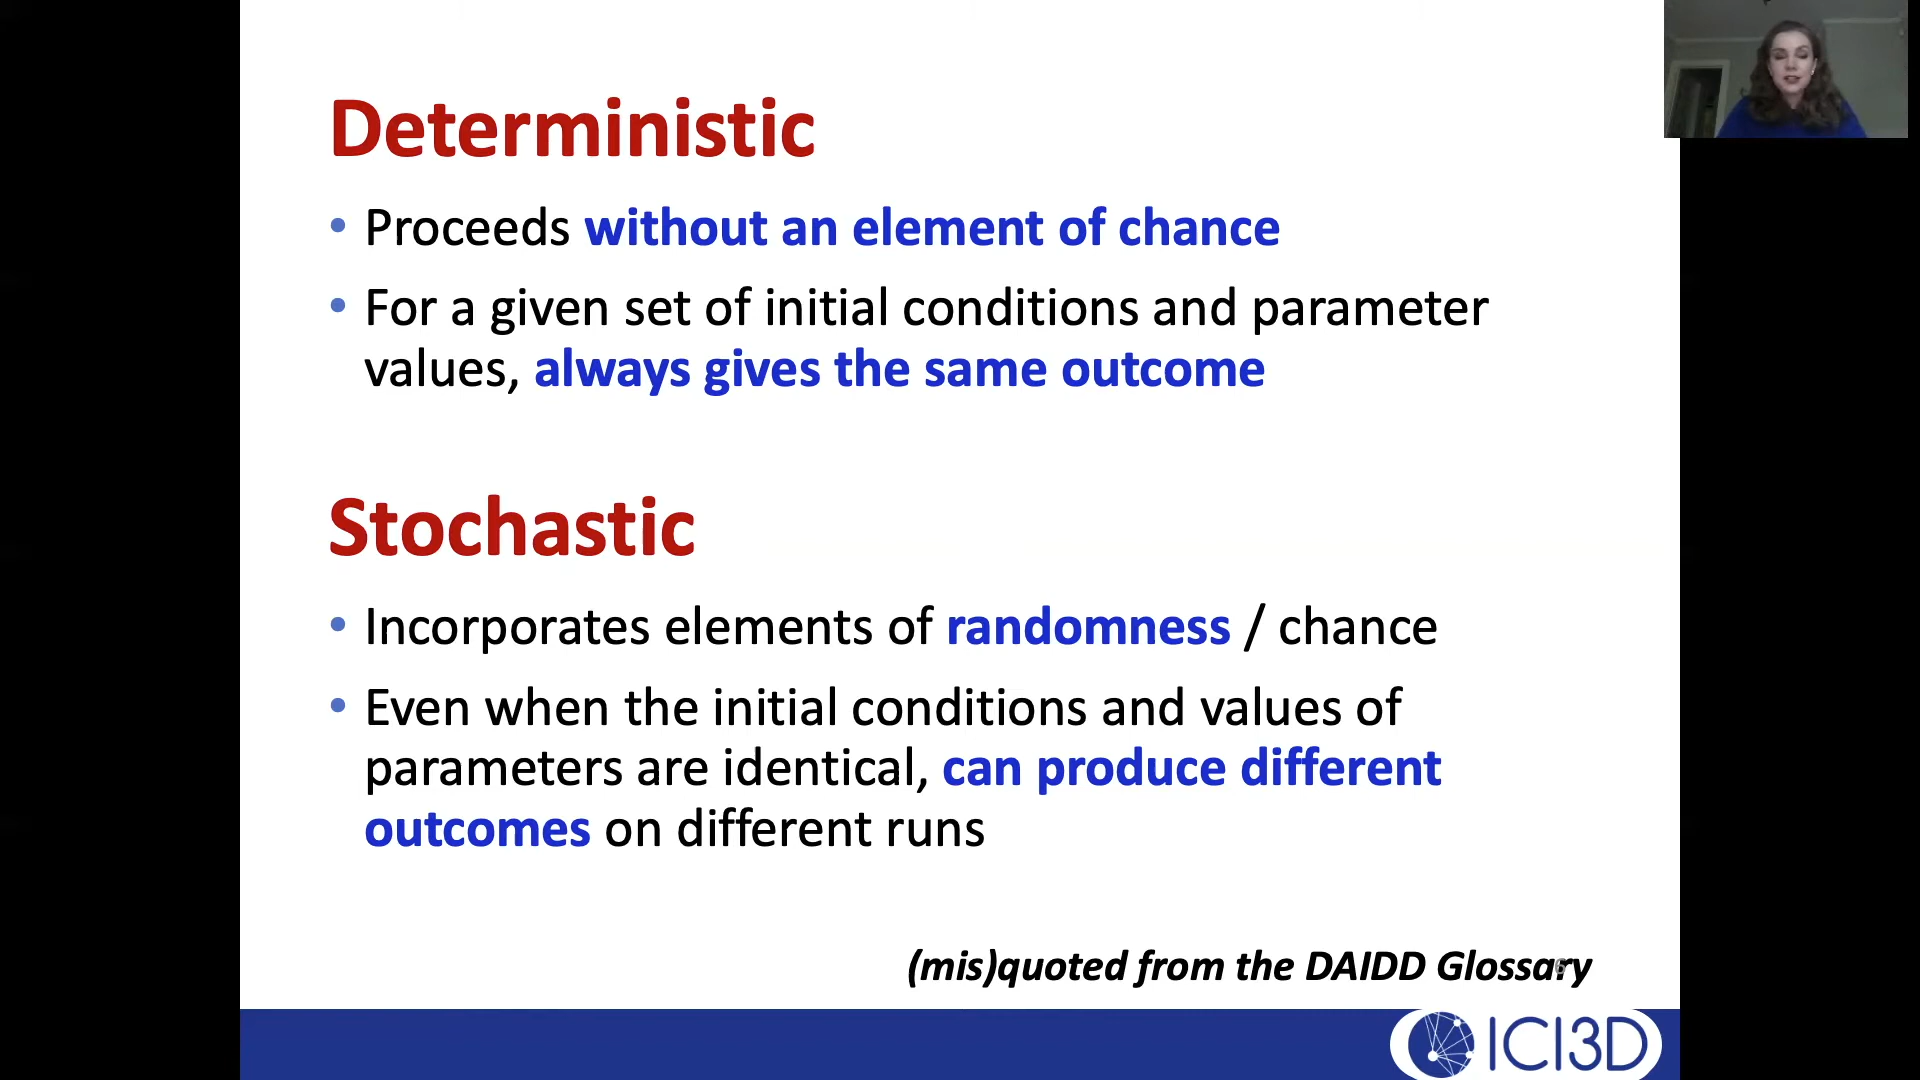 Deterministic
• Proceeds without an element of chance
• For a given set of initial conditions and parameter
values, always gives the same outcome
Stochastic
• Incorporates elements of randomness / chance
• Even when the initial conditions and values of
parameters are identical, can produce different
outcomes on different runs
(mis)quoted from the DAIDD Glossary
6
ICI3D